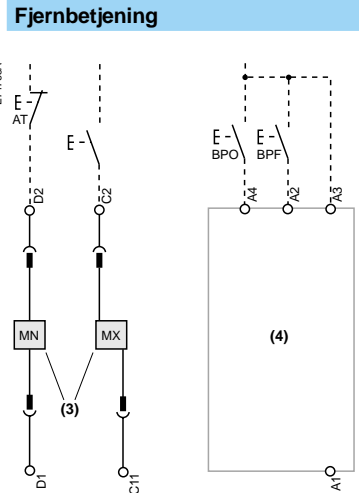 Fjernbetjening
E
AT
E
E
BPO
E
BPF
D2
C2
A4
A2
A3
MN
MX
(4)
(3)
D1
C11
A1